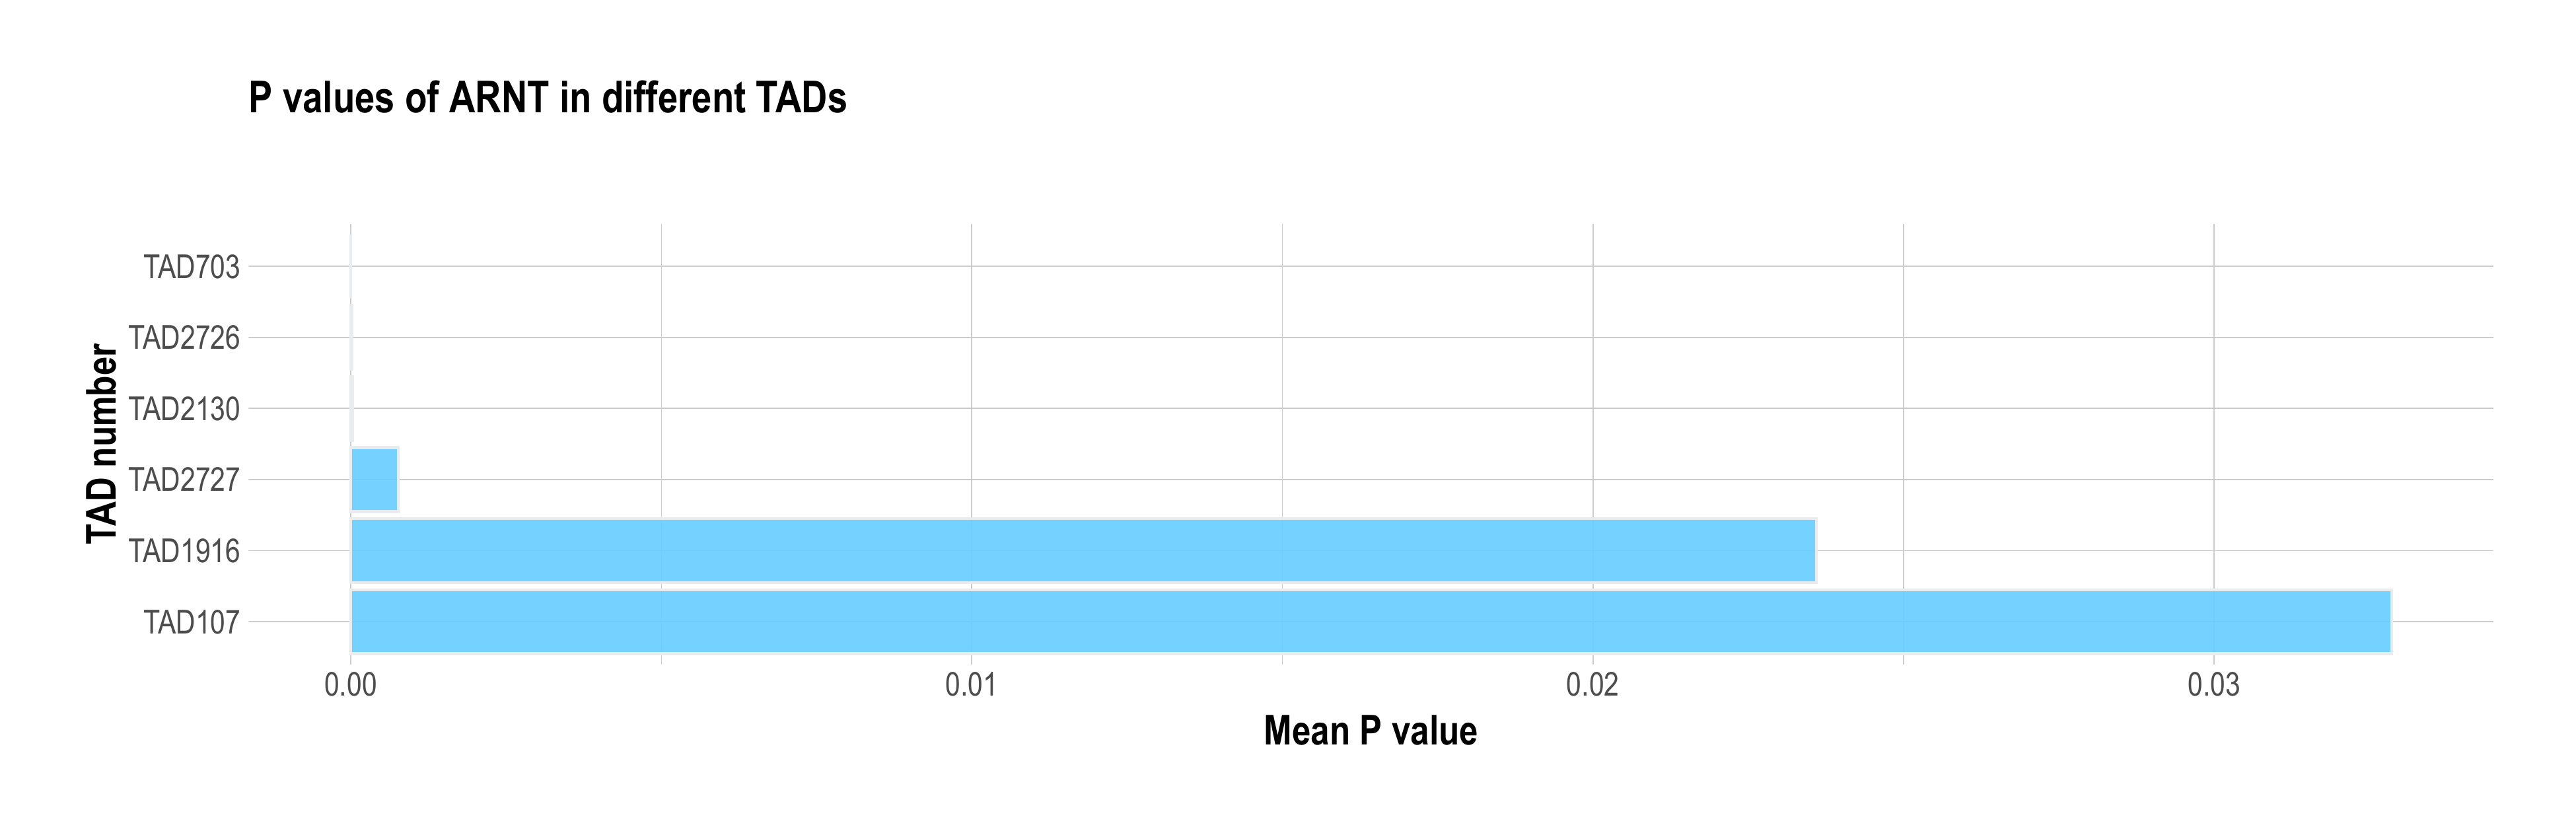 P values of ARNT in different TADs
TAD number
TAD703
TAD2726
TAD2130
TAD2727
TAD1916
TAD107
0.00 0.01 0.02 0.03
Mean P value